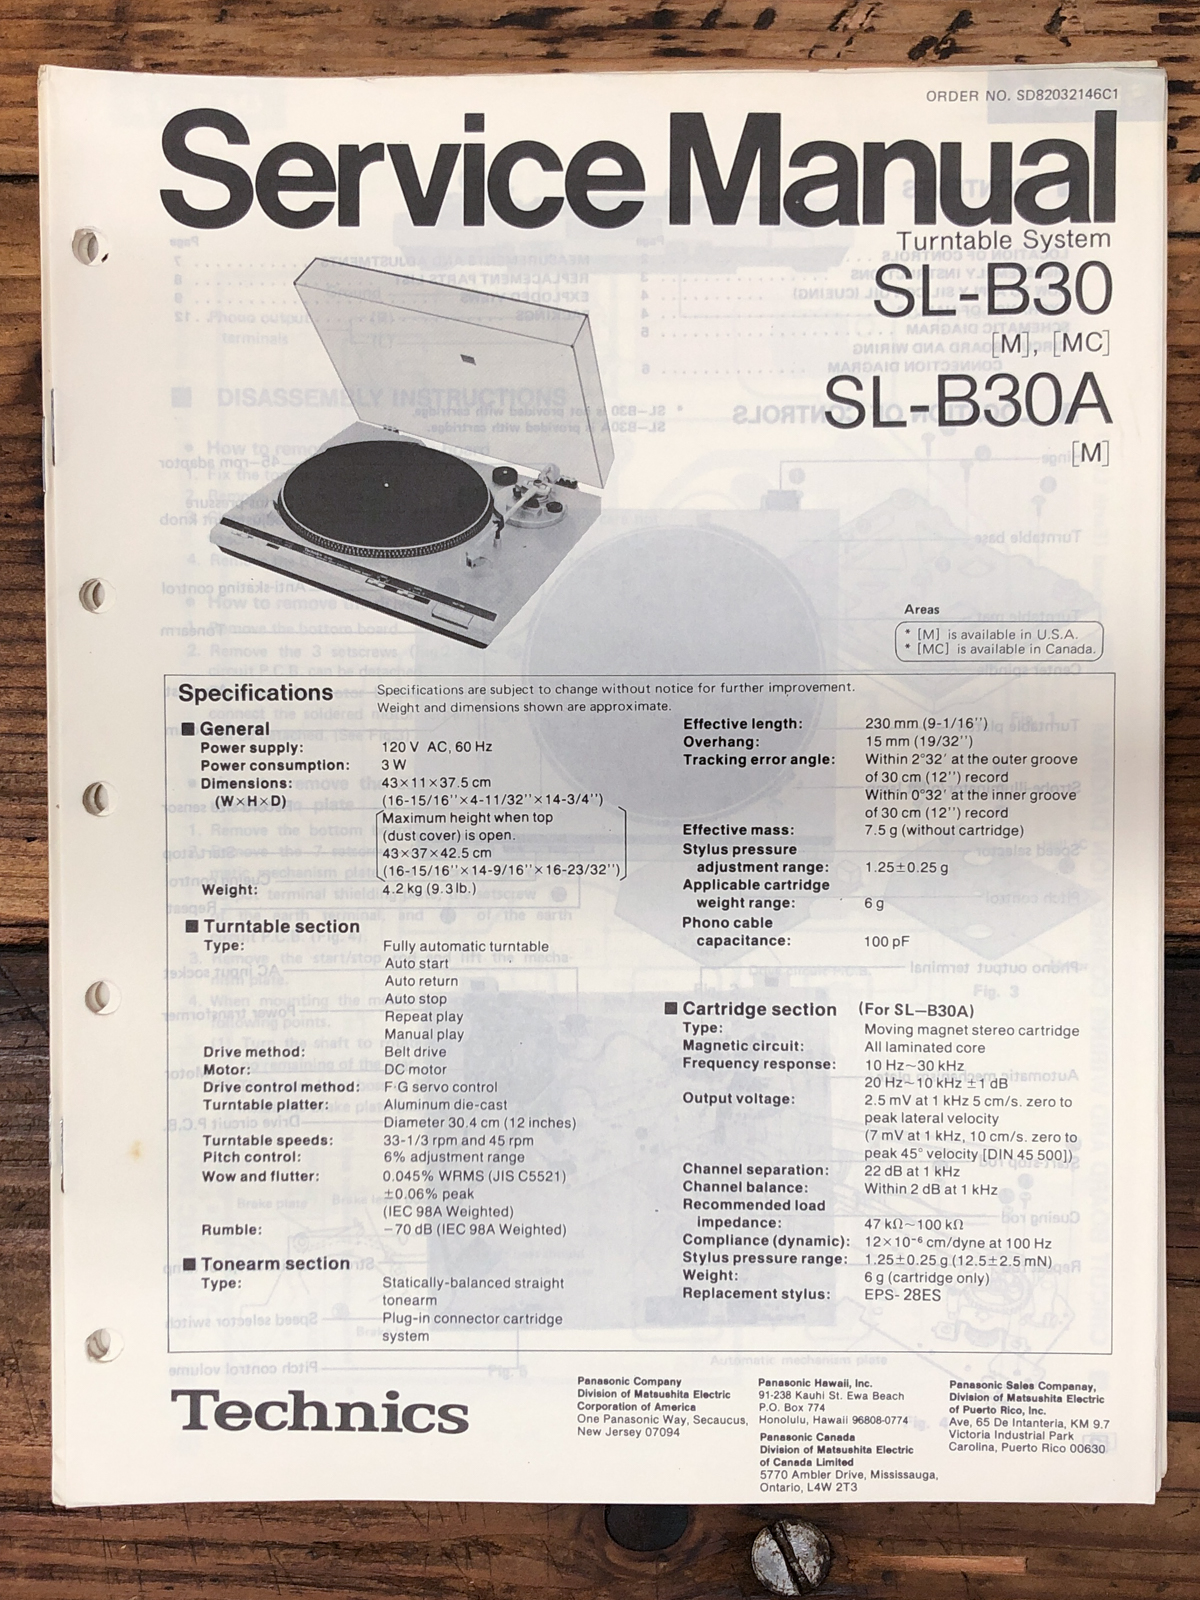 ORDER NO. SD82032146C1
Service Manual
Turntable System
SL-B30
[M], [MC]
SL-B30A
[M]
Areas
* [M] is available in U.S.A.
* [MC] is available in Canada.
Specifications
Specifications are subject to change without notice for further improvement.
Weight and dimensions shown are approximate.
■ General
Power supply: 120 V AC, 60 Hz
Power consumption: 3 W
Dimensions: 43×11×37.5 cm
(W×H×D) (16-15/16''×4-11/32''×14-3/4'')
Maximum height when top
(dust cover) is open.
43×37×42.5 cm
(16-15/16''×14-9/16''×16-23/32'')
Weight: 4.2 kg (9.3 lb.)
■ Turntable section
Type: Fully automatic turntable
Auto start
Auto return
Auto stop
Repeat play
Manual play
Drive method: Belt drive
Motor: DC motor
Drive control method: F·G servo control
Turntable platter: Aluminum die-cast
Diameter 30.4 cm (12 inches)
Turntable speeds: 33-1/3 rpm and 45 rpm
Pitch control: 6% adjustment range
Wow and flutter: 0.045% WRMS (JIS C5521)
±0.06% peak
(IEC 98A Weighted)
Rumble: −70 dB (IEC 98A Weighted)
■ Tonearm section
Type: Statically-balanced straight
tonearm
Plug-in connector cartridge
system
Effective length: 230 mm (9-1/16'')
Overhang: 15 mm (19/32'')
Tracking error angle: Within 2°32' at the outer groove
of 30 cm (12'') record
Within 0°32' at the inner groove
of 30 cm (12'') record
Effective mass: 7.5 g (without cartridge)
Stylus pressure
adjustment range: 1.25±0.25 g
Applicable cartridge
weight range: 6 g
Phono cable
capacitance: 100 pF
■ Cartridge section (For SL–B30A)
Type: Moving magnet stereo cartridge
Magnetic circuit: All laminated core
Frequency response: 10 Hz~30 kHz
20 Hz~10 kHz ±1 dB
Output voltage: 2.5 mV at 1 kHz 5 cm/s. zero to
peak lateral velocity
(7 mV at 1 kHz, 10 cm/s. zero to
peak 45° velocity [DIN 45 500])
Channel separation: 22 dB at 1 kHz
Channel balance: Within 2 dB at 1 kHz
Recommended load
impedance: 47 kΩ~100 kΩ
Compliance (dynamic): 12×10⁻⁶ cm/dyne at 100 Hz
Stylus pressure range: 1.25±0.25 g (12.5±2.5 mN)
Weight: 6 g (cartridge only)
Replacement stylus: EPS- 28ES
Technics
Panasonic Company
Division of Matsushita Electric
Corporation of America
One Panasonic Way, Secaucus,
New Jersey 07094
Panasonic Hawaii, Inc.
91-238 Kauhi St. Ewa Beach
P.O. Box 774
Honolulu, Hawaii 96808-0774
Panasonic Canada
Division of Matsushita Electric
of Canada Limited
5770 Ambler Drive, Mississauga,
Ontario, L4W 2T3
Panasonic Sales Companay,
Division of Matsushita Electric
of Puerto Rico, Inc.
Ave, 65 De Intanteria, KM 9.7
Victoria Industrial Park
Carolina, Puerto Rico 00630